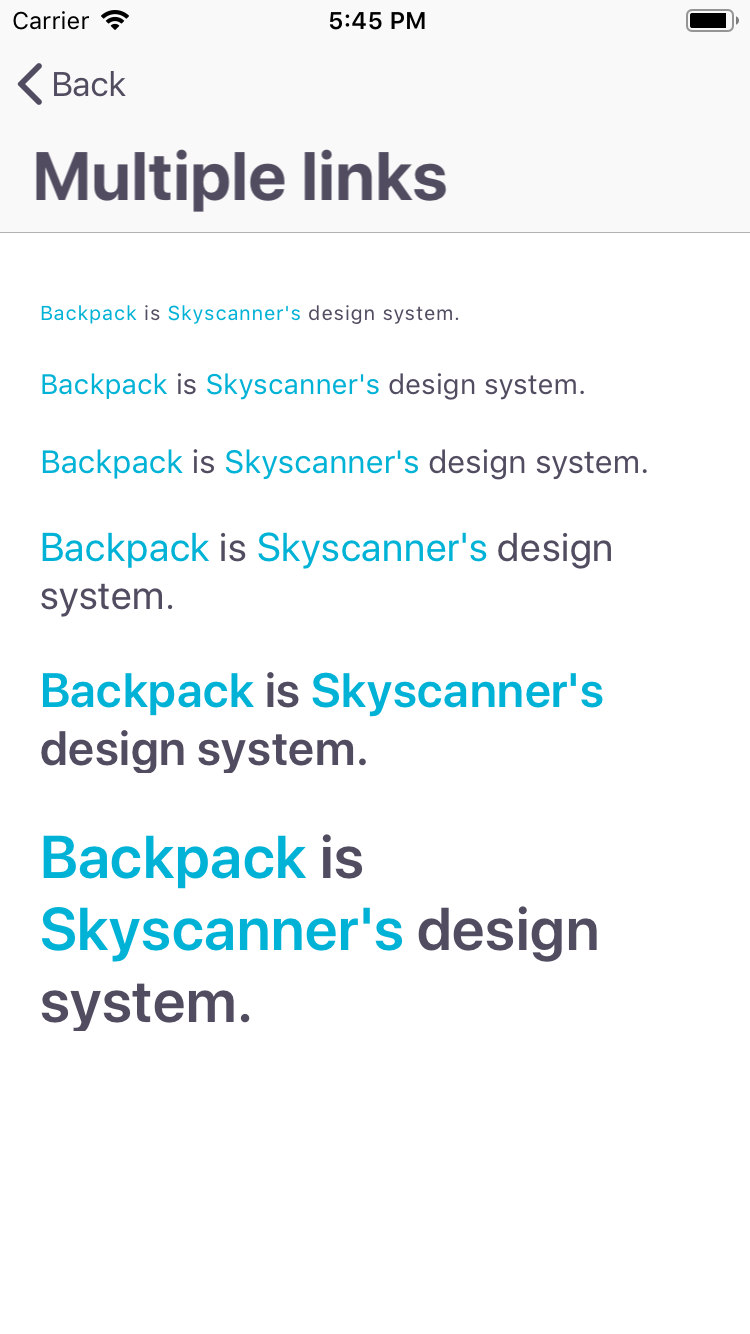 Carrier 5:45 PM
Back
Multiple links
Backpack is Skyscanner's design system.
Backpack is Skyscanner's design system.
Backpack is Skyscanner's design system.
Backpack is Skyscanner's design
system.
Backpack is Skyscanner's
design system.
Backpack is
Skyscanner's design
system.